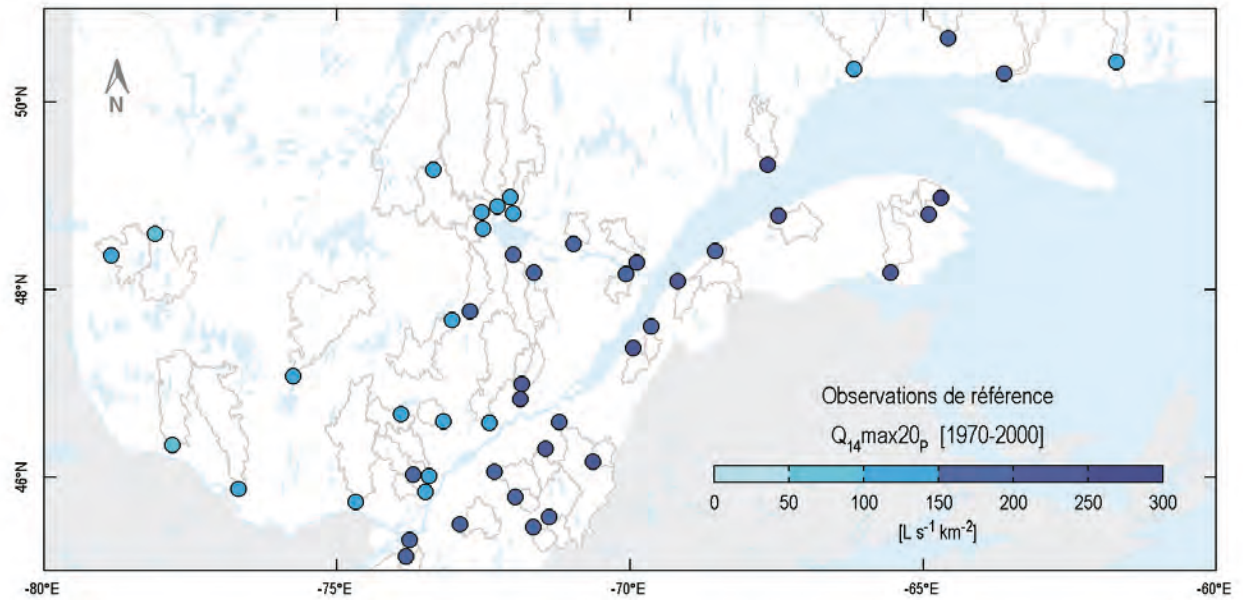 50°N
48°N
46°N
N
Observations de référence
Q₁₄max20ₚ [1970-2000]
0 50 100 150 200 250 300
[L s⁻¹ km⁻²]
-80°E -75°E -70°E -65°E -60°E